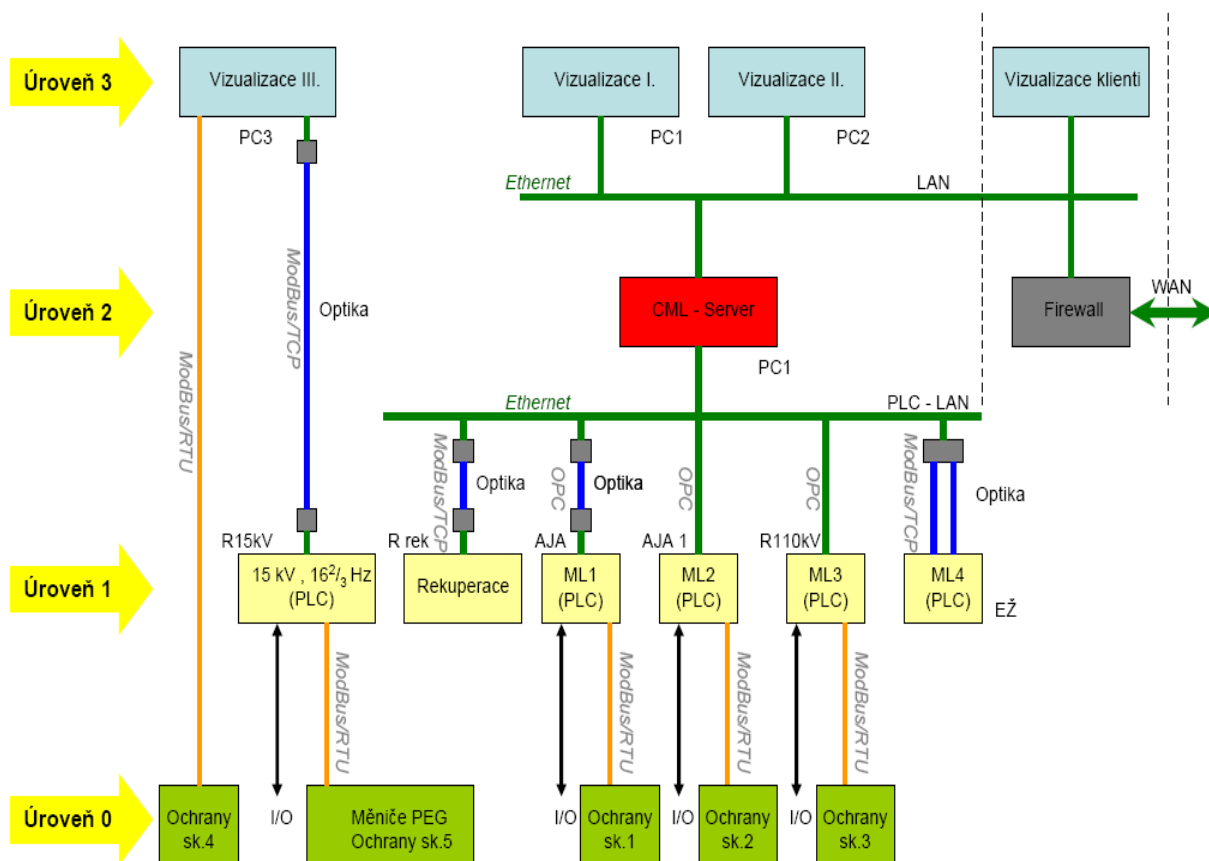 Úroveň 3
Vizualizace III.
Vizualizace I.
Vizualizace II.
Vizualizace klienti
PC3
PC1
PC2
Ethernet
LAN
ModBus/RTU
ModBus/TCP
Optika
Úroveň 2
CML - Server
Firewall
WAN
PC1
Ethernet
PLC - LAN
ModBus/TCP
Optika
OPC
Optika
OPC
OPC
ModBus/TCP
Optika
R15kV
R rek
AJA
AJA 1
R110kV
Úroveň 1
15 kV , 16²/₃ Hz
(PLC)
Rekuperace
ML1
(PLC)
ML2
(PLC)
ML3
(PLC)
ML4
(PLC)
EŽ
ModBus/RTU
ModBus/RTU
ModBus/RTU
ModBus/RTU
Úroveň 0
Ochrany
sk.4
I/O
Měniče PEG
Ochrany sk.5
I/O
Ochrany
sk.1
I/O
Ochrany
sk.2
I/O
Ochrany
sk.3